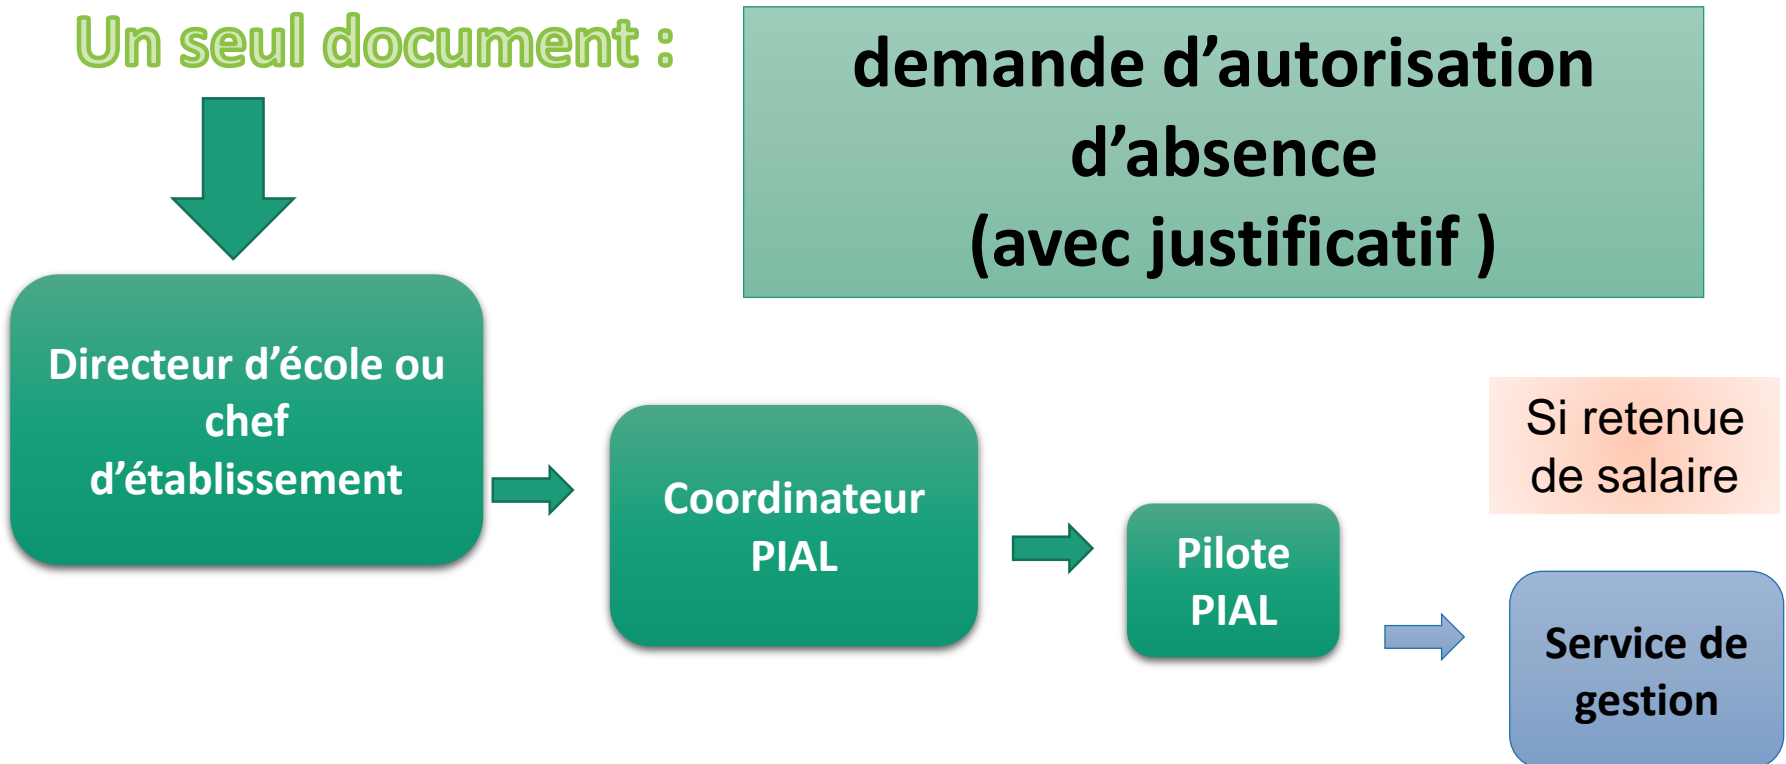 Un seul document :
demande d’autorisation
d’absence
(avec justificatif )
Directeur d’école ou
chef
d’établissement
Coordinateur
PIAL
Pilote
PIAL
Si retenue
de salaire
Service de
gestion